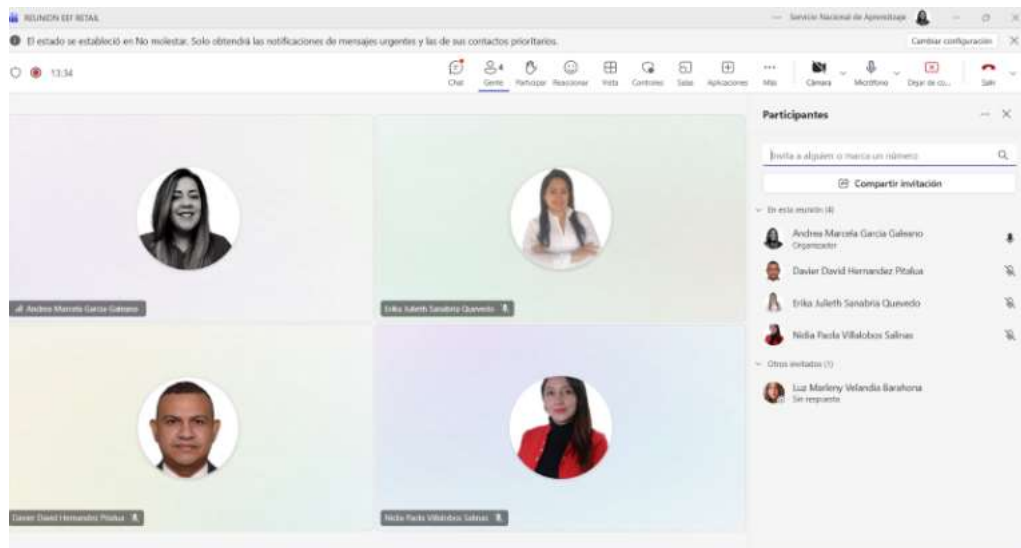 REUNION EEF RETAIL
Servicio Nacional de Aprendizaje
El estado se estableció en No molestar. Solo obtendrá las notificaciones de mensajes urgentes y las de sus contactos prioritarios.
Cambiar configuración
13:34
4
Chat Gente Participar Reaccionar Vista Controles Salas Aplicaciones Más Cámara Micrófono Dejar de co... Salir
Participantes
Invita a alguien o marca un número
Compartir invitación
En esta reunión (4)
Andrea Marcela Garcia Galeano
Organizador
Davier David Hernandez Pitalua
Erika Julieth Sanabria Quevedo
Nidia Paola Villalobos Salinas
Otros invitados (1)
Luz Marleny Velandia Barahona
Sin respuesta
Andrea Marcela Garcia Galeano
Erika Julieth Sanabria Quevedo
Davier David Hernandez Pitalua
Nidia Paola Villalobos Salinas